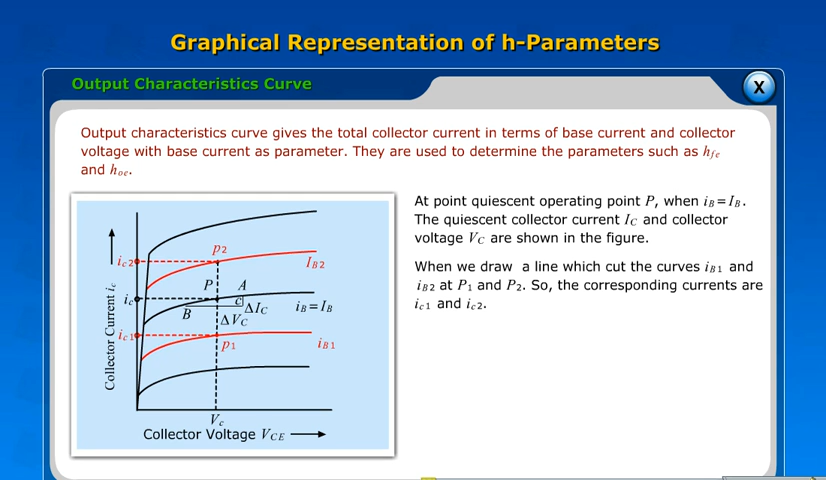 Graphical Representation of h-Parameters
Output Characteristics Curve
X
Output characteristics curve gives the total collector current in terms of base current and collector
voltage with base current as parameter. They are used to determine the parameters such as hfe
and hoe.
At point quiescent operating point P, when iB=IB.
The quiescent collector current IC and collector
voltage VC are shown in the figure.
When we draw a line which cut the curves iB1 and
iB2 at P1 and P2. So, the corresponding currents are
ic1 and ic2.
p2
ic2
IB2
P
A
ic
c
ΔIC
iB=IB
B
ΔVC
ic1
p1
iB1
Collector Current ic
Vc
Collector Voltage VCE